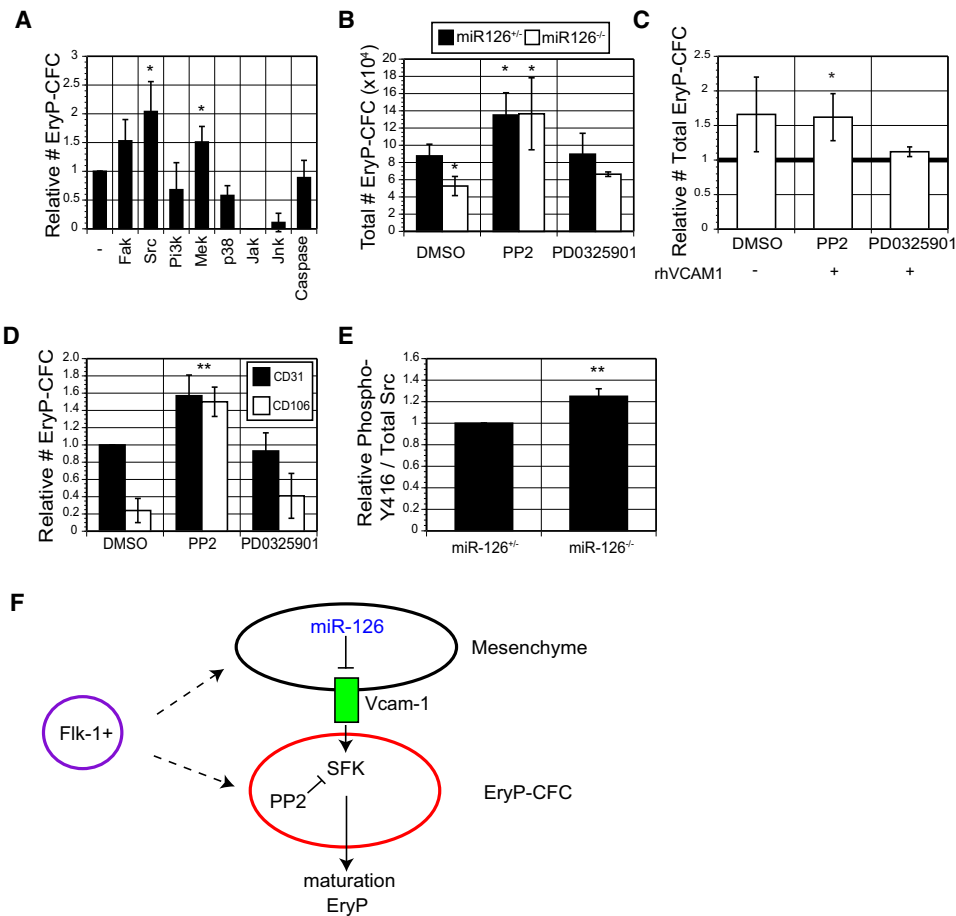 A
Relative # EryP-CFC
3
2.5
2
1.5
1
0.5
0
*
*
-
Fak
Src
Pi3k
Mek
p38
Jak
Jnk
Caspase
B
miR126+/- miR126-/-
Total # EryP-CFC (x10⁴)
20
18
16
14
12
10
8
6
4
2
0
*
* *
DMSO PP2 PD0325901
C
Relative # Total EryP-CFC
2.5
2
1.5
1
0.5
0
*
DMSO PP2 PD0325901
rhVCAM1 - + +
D
Relative # EryP-CFC
2.0
1.8
1.6
1.4
1.2
1.0
0.8
0.6
0.4
0.2
0
**
CD31
CD106
DMSO PP2 PD0325901
E
Relative Phospho-
Y416 / Total Src
1.6
1.4
1.2
1
0.8
0.6
0.4
0.2
0
**
miR-126+/- miR-126-/-
F
miR-126
Mesenchyme
Vcam-1
Flk-1+
SFK
PP2
EryP-CFC
maturation
EryP